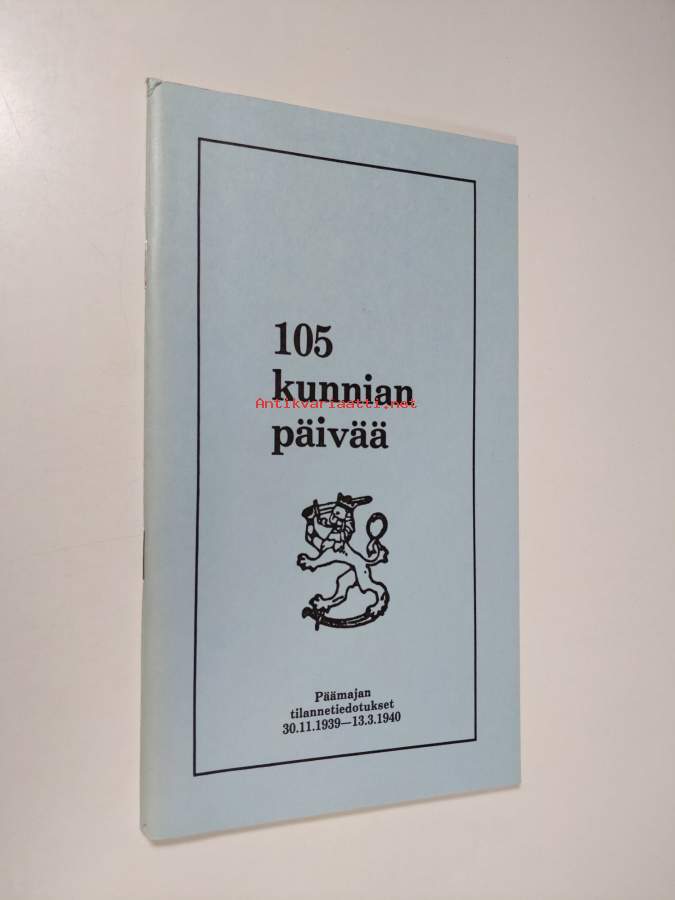 105
kunnian
Antikvariaatti.net
päivää
Päämajan
tilannetiedotukset
30.11.1939—13.3.1940